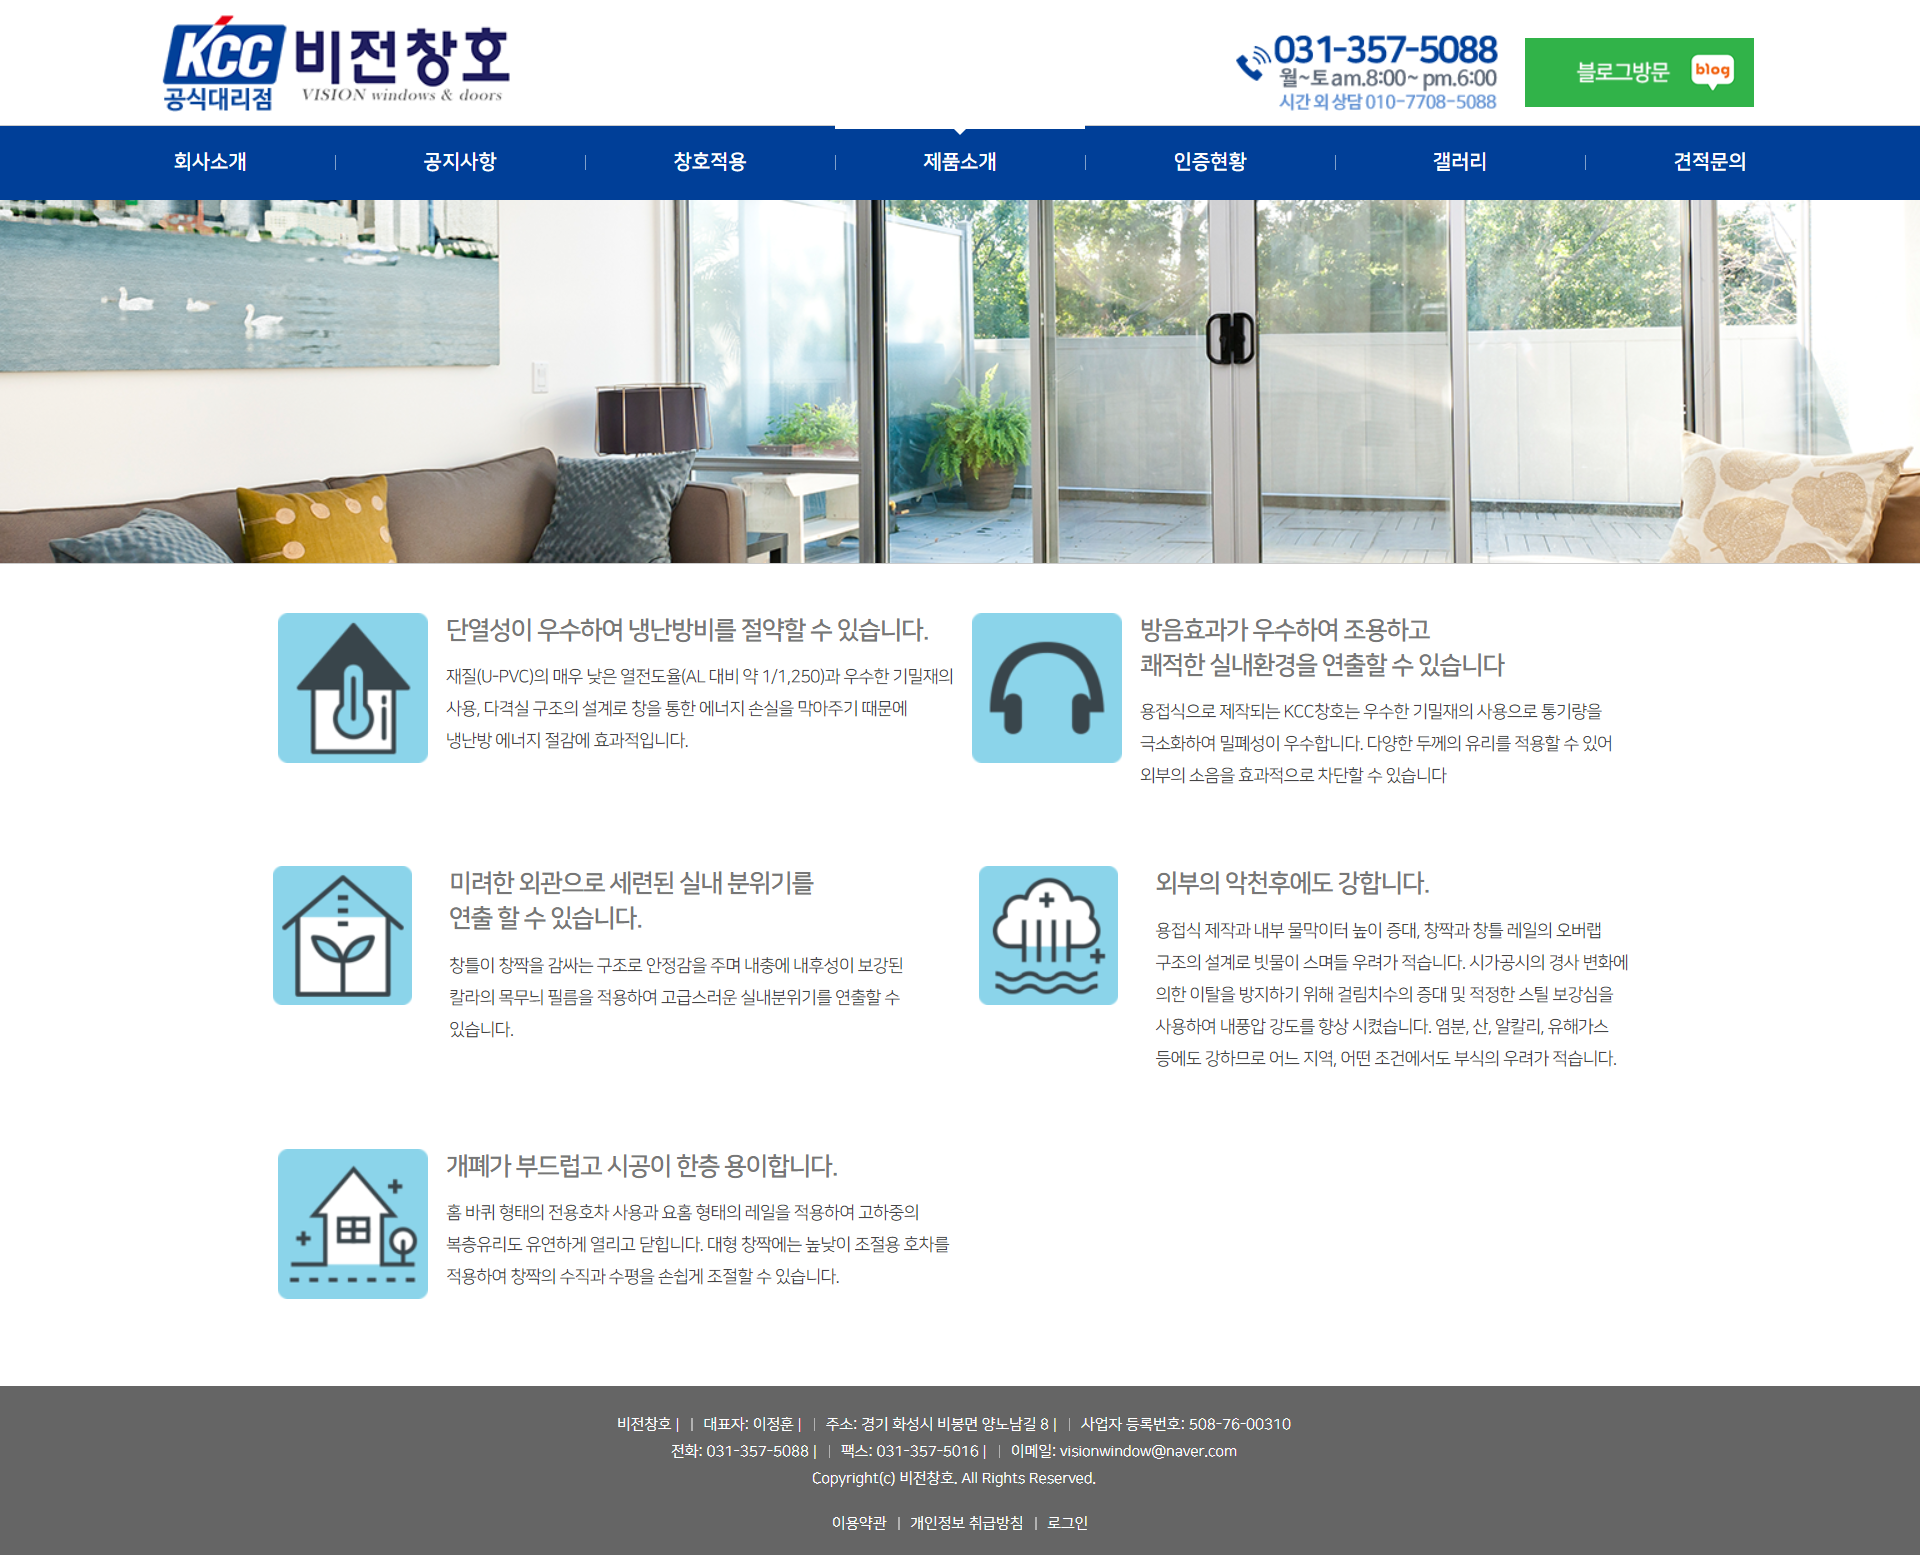 KCC 비전창호
공식대리점 VISION windows & doors
031-357-5088
월~토 am.8:00~ pm.6:00
시간 외 상담 010-7708-5088
블로그방문 blog
회사소개 공지사항 창호적용 제품소개 인증현황 갤러리 견적문의
단열성이 우수하여 냉난방비를 절약할 수 있습니다.
재질(U-PVC)의 매우 낮은 열전도율(AL 대비 약 1/1,250)과 우수한 기밀재의
사용, 다격실 구조의 설계로 창을 통한 에너지 손실을 막아주기 때문에
냉난방 에너지 절감에 효과적입니다.
방음효과가 우수하여 조용하고
쾌적한 실내환경을 연출할 수 있습니다
용접식으로 제작되는 KCC창호는 우수한 기밀재의 사용으로 통기량을
극소화하여 밀폐성이 우수합니다. 다양한 두께의 유리를 적용할 수 있어
외부의 소음을 효과적으로 차단할 수 있습니다
미려한 외관으로 세련된 실내 분위기를
연출 할 수 있습니다.
창틀이 창짝을 감싸는 구조로 안정감을 주며 내충에 내후성이 보강된
칼라의 목무늬 필름을 적용하여 고급스러운 실내분위기를 연출할 수
있습니다.
외부의 악천후에도 강합니다.
용접식 제작과 내부 물막이터 높이 증대, 창짝과 창틀 레일의 오버랩
구조의 설계로 빗물이 스며들 우려가 적습니다. 시가공시의 경사 변화에
의한 이탈을 방지하기 위해 걸림치수의 증대 및 적정한 스틸 보강심을
사용하여 내풍압 강도를 향상 시켰습니다. 염분, 산, 알칼리, 유해가스
등에도 강하므로 어느 지역, 어떤 조건에서도 부식의 우려가 적습니다.
개폐가 부드럽고 시공이 한층 용이합니다.
홈 바퀴 형태의 전용호차 사용과 요홈 형태의 레일을 적용하여 고하중의
복층유리도 유연하게 열리고 닫힙니다. 대형 창짝에는 높낮이 조절용 호차를
적용하여 창짝의 수직과 수평을 손쉽게 조절할 수 있습니다.
비전창호 | | 대표자: 이정훈 | | 주소: 경기 화성시 비봉면 양노남길 8 | | 사업자 등록번호: 508-76-00310
전화: 031-357-5088 | | 팩스: 031-357-5016 | | 이메일: visionwindow@naver.com
Copyright(c) 비전창호. All Rights Reserved.
이용약관 | 개인정보 취급방침 | 로그인